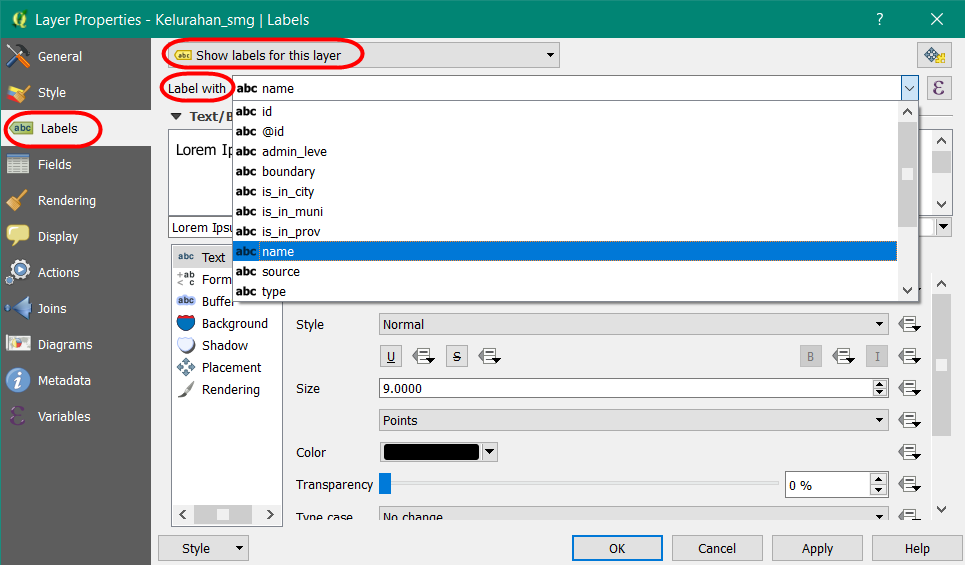 Layer Properties - Kelurahan_smg | Labels
?
General
Style
abc Labels
Fields
Rendering
Display
Actions
Joins
Diagrams
Metadata
Variables
abc Show labels for this layer
Label with abc name
ε
abc id
abc @id
abc admin_leve
abc boundary
abc is_in_city
abc is_in_muni
abc is_in_prov
abc name
abc source
abc type
Text/B
Lorem Ip
Lorem Ipsu
abc Text
+ab < c Form
abc Buffer
Background
Shadow
Placement
Rendering
Style Normal
U S B I
Size 9.0000
Points
Color
Transparency 0 %
Type case No change
Style OK Cancel Apply Help